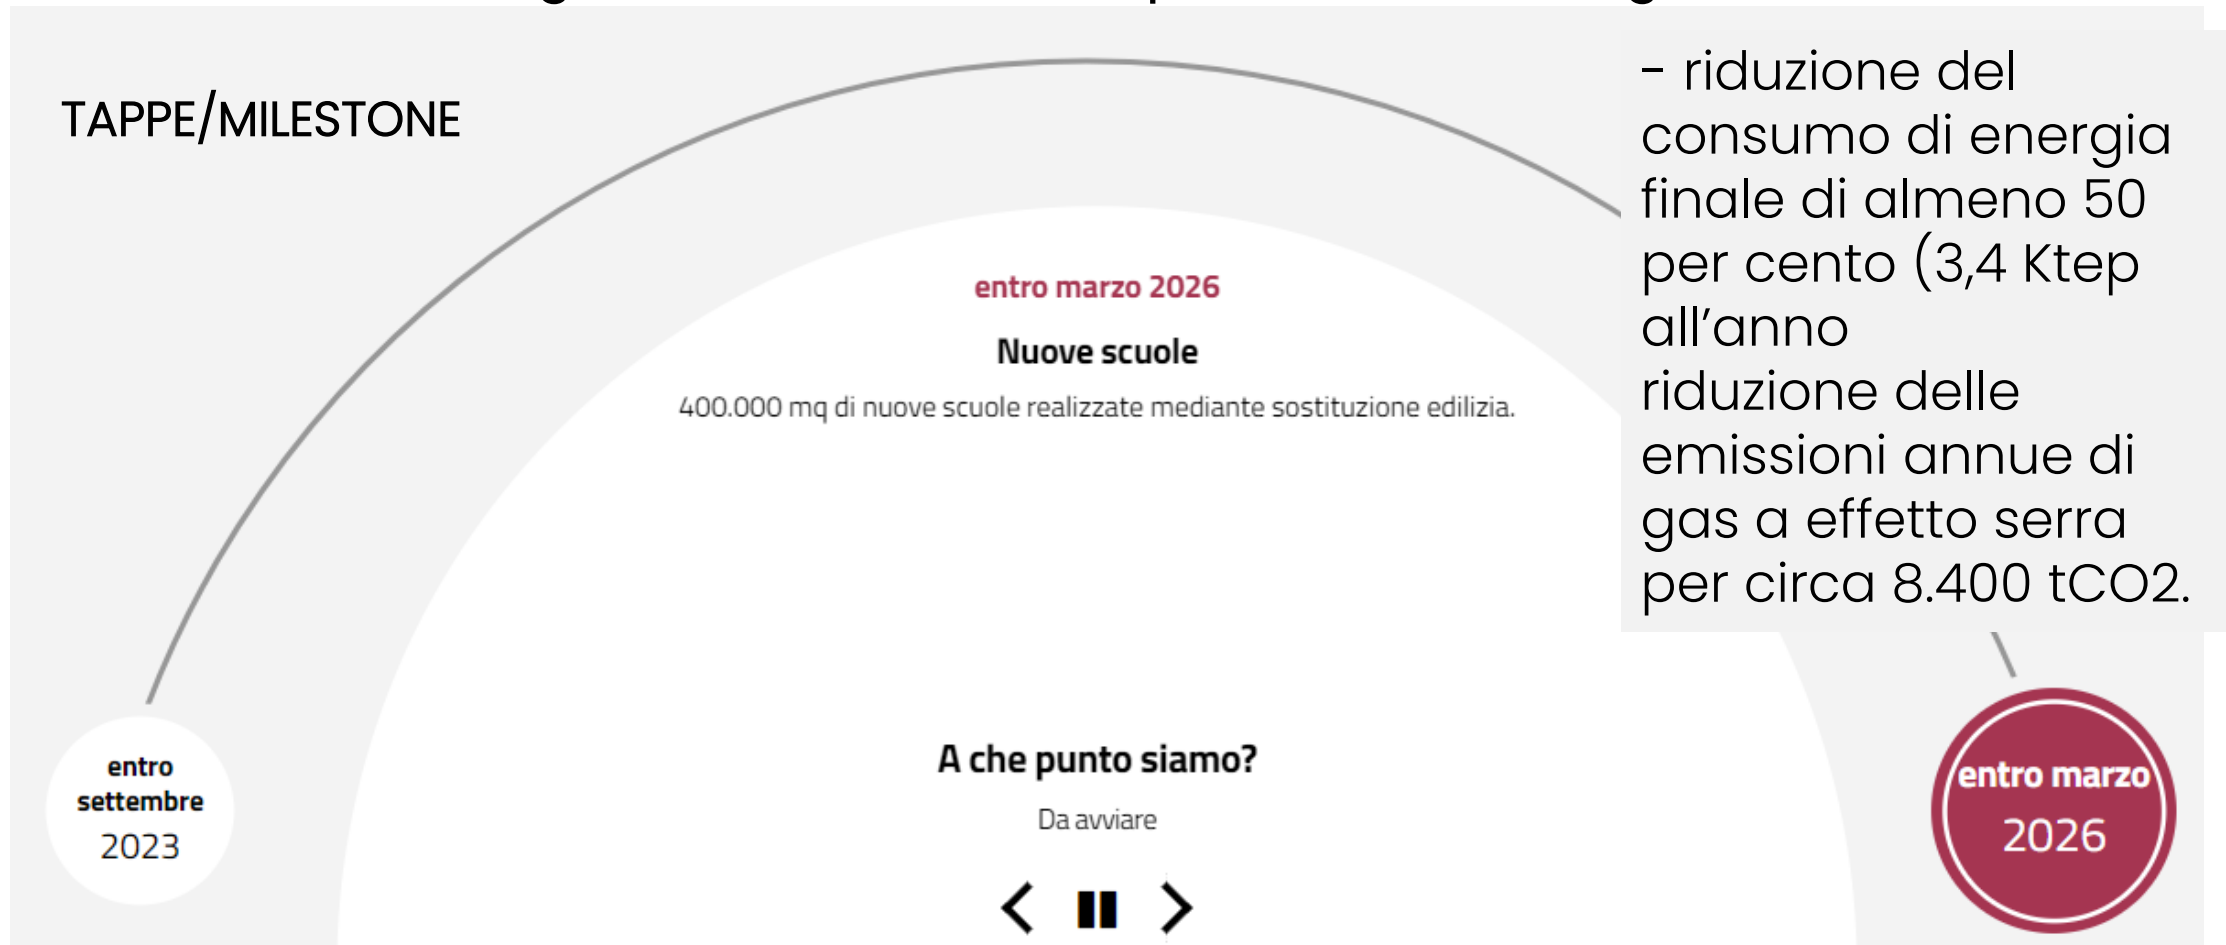 TAPPE/MILESTONE
- riduzione del
consumo di energia
finale di almeno 50
per cento (3,4 Ktep
all’anno
riduzione delle
emissioni annue di
gas a effetto serra
per circa 8.400 tCO2.
entro marzo 2026
Nuove scuole
400.000 mq di nuove scuole realizzate mediante sostituzione edilizia.
A che punto siamo?
Da avviare
entro
settembre
2023
entro marzo
2026